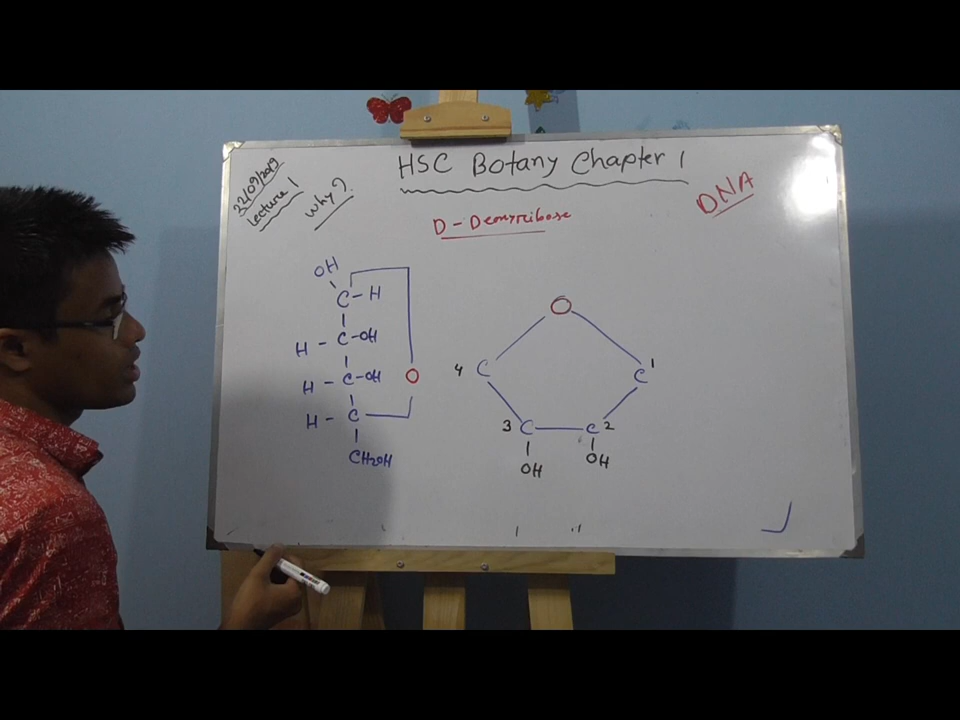 22/09/2019
Lecture 1
Why?
HSC Botany Chapter 1
DNA
D-Deoxyribose
OH
C-H
H-C-OH
H-C-OH
O
H-C
CH2OH
O
4 C
C 1
3 C
C 2
OH
OH